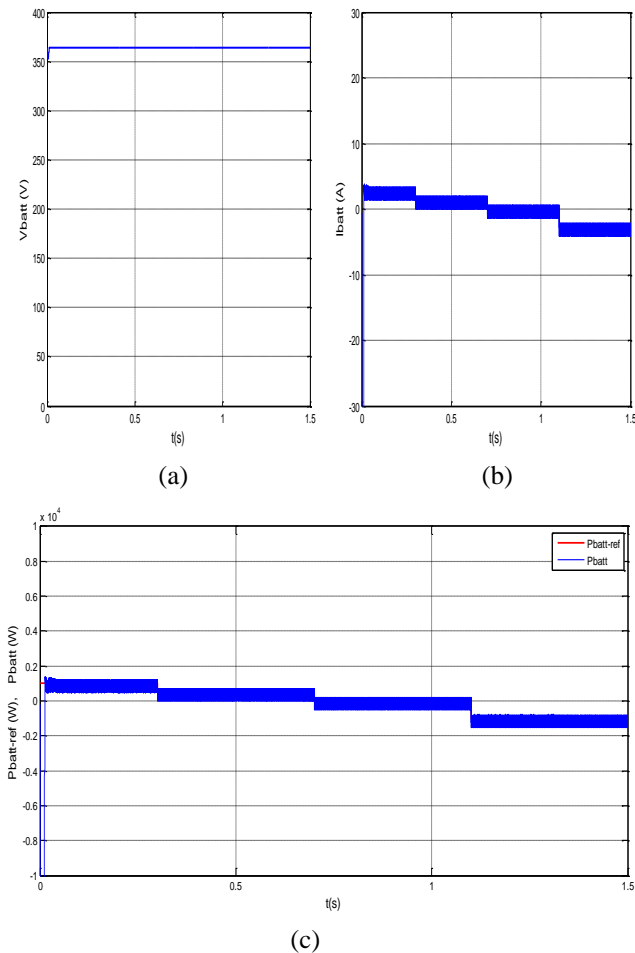 400
350
300
250
200
150
100
50
0
Vbatt (V)
0 0.5 1 1.5
t(s)
(a)
30
20
10
0
-10
-20
-30
Ibatt (A)
0 0.5 1 1.5
t(s)
(b)
x 10^4
1
0.8
0.6
0.4
0.2
0
-0.2
-0.4
-0.6
-0.8
-1
Pbatt-ref (W), Pbatt (W)
Pbatt-ref
Pbatt
0 0.5 1 1.5
t(s)
(c)